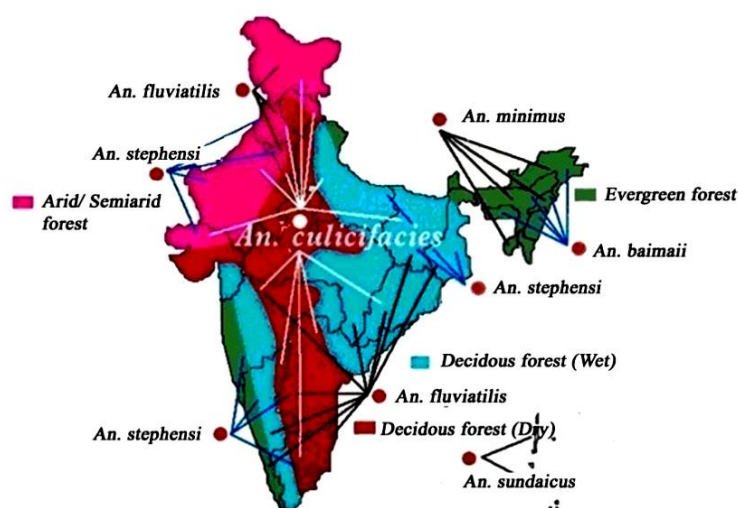 An. fluviatilis
An. minimus
An. stephensi
Arid/ Semiarid
forest
Evergreen forest
An. culicifacies
An. baimaii
An. stephensi
Decidous forest (Wet)
An. fluviatilis
An. stephensi
Decidous forest (Dry)
An. sundaicus